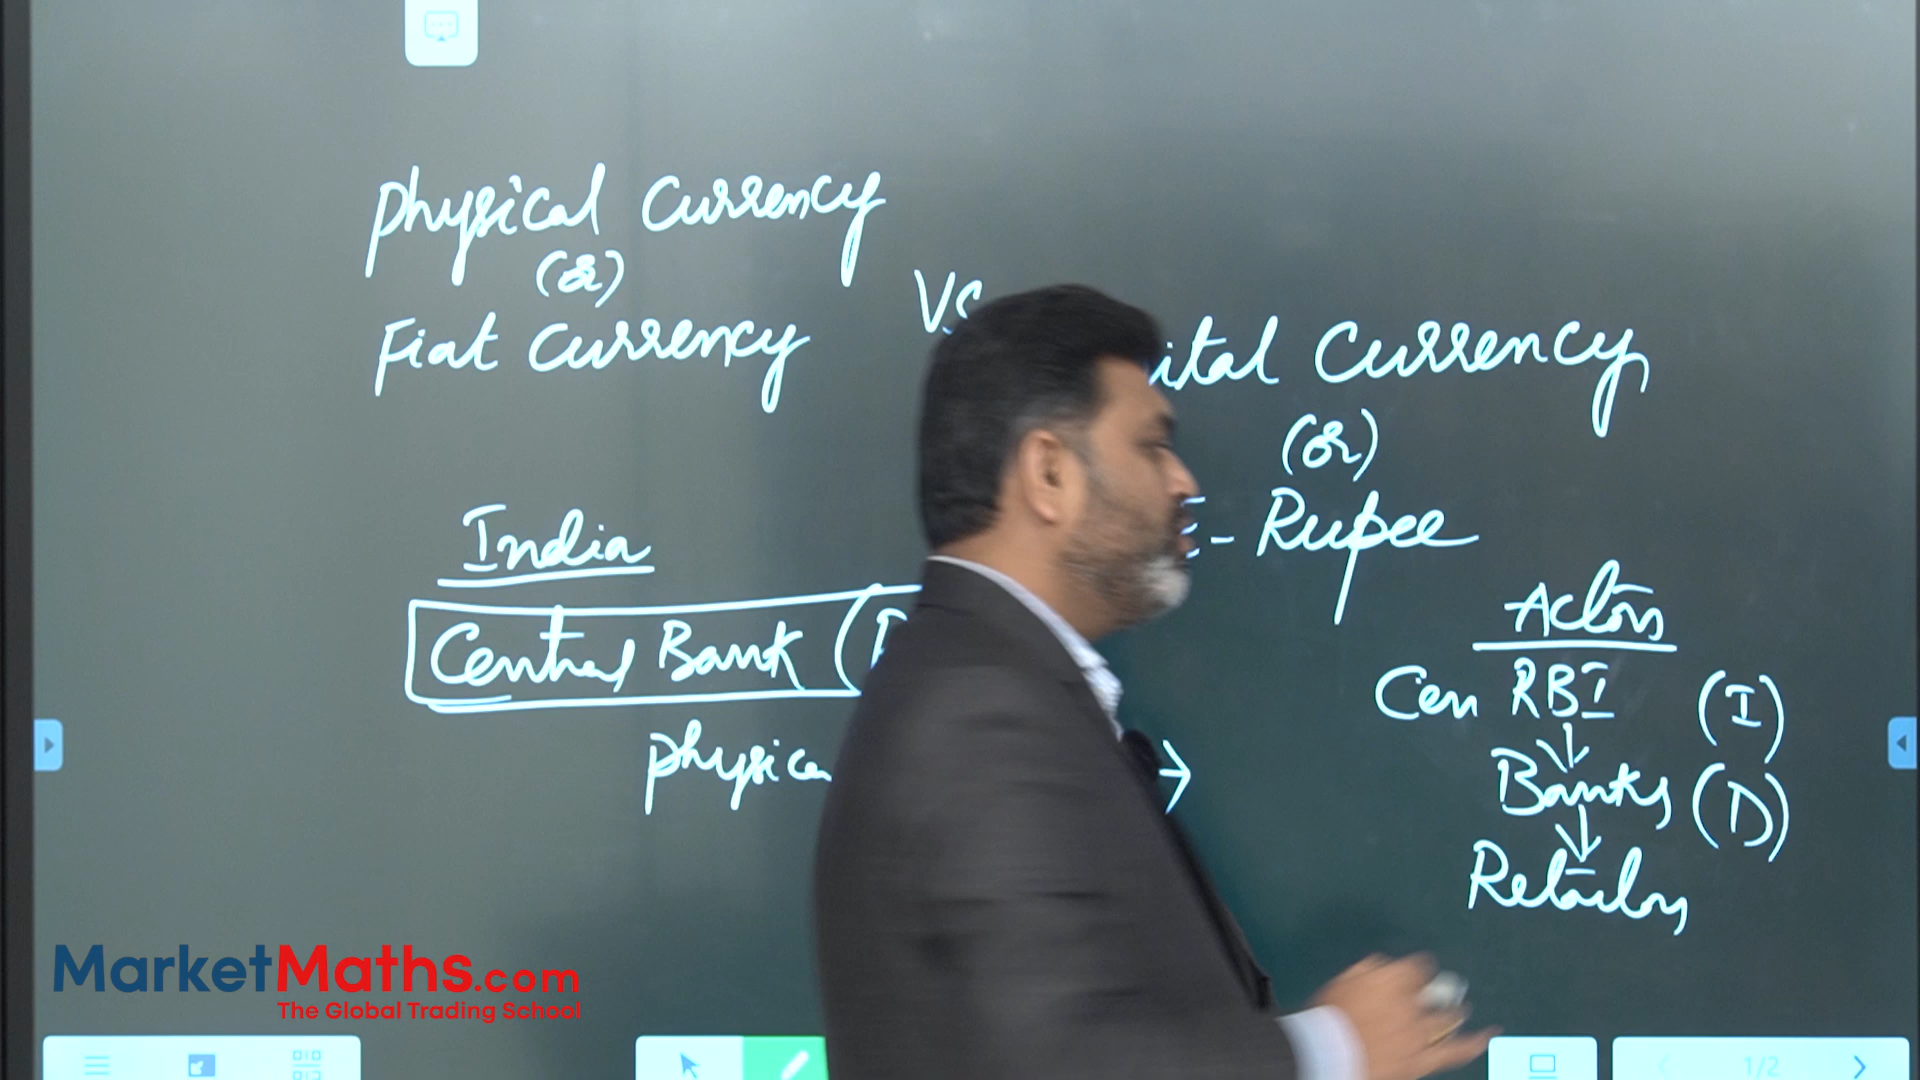 Physical Currency
(or)
Fiat Currency
VS
ital Currency
(or)
E - Rupee
India
Central Bank (R
Physica
→
Actors
Cen RBI (I)
↓
Banks (D)
↓
Retailors
MarketMaths.com
The Global Trading School
1/2